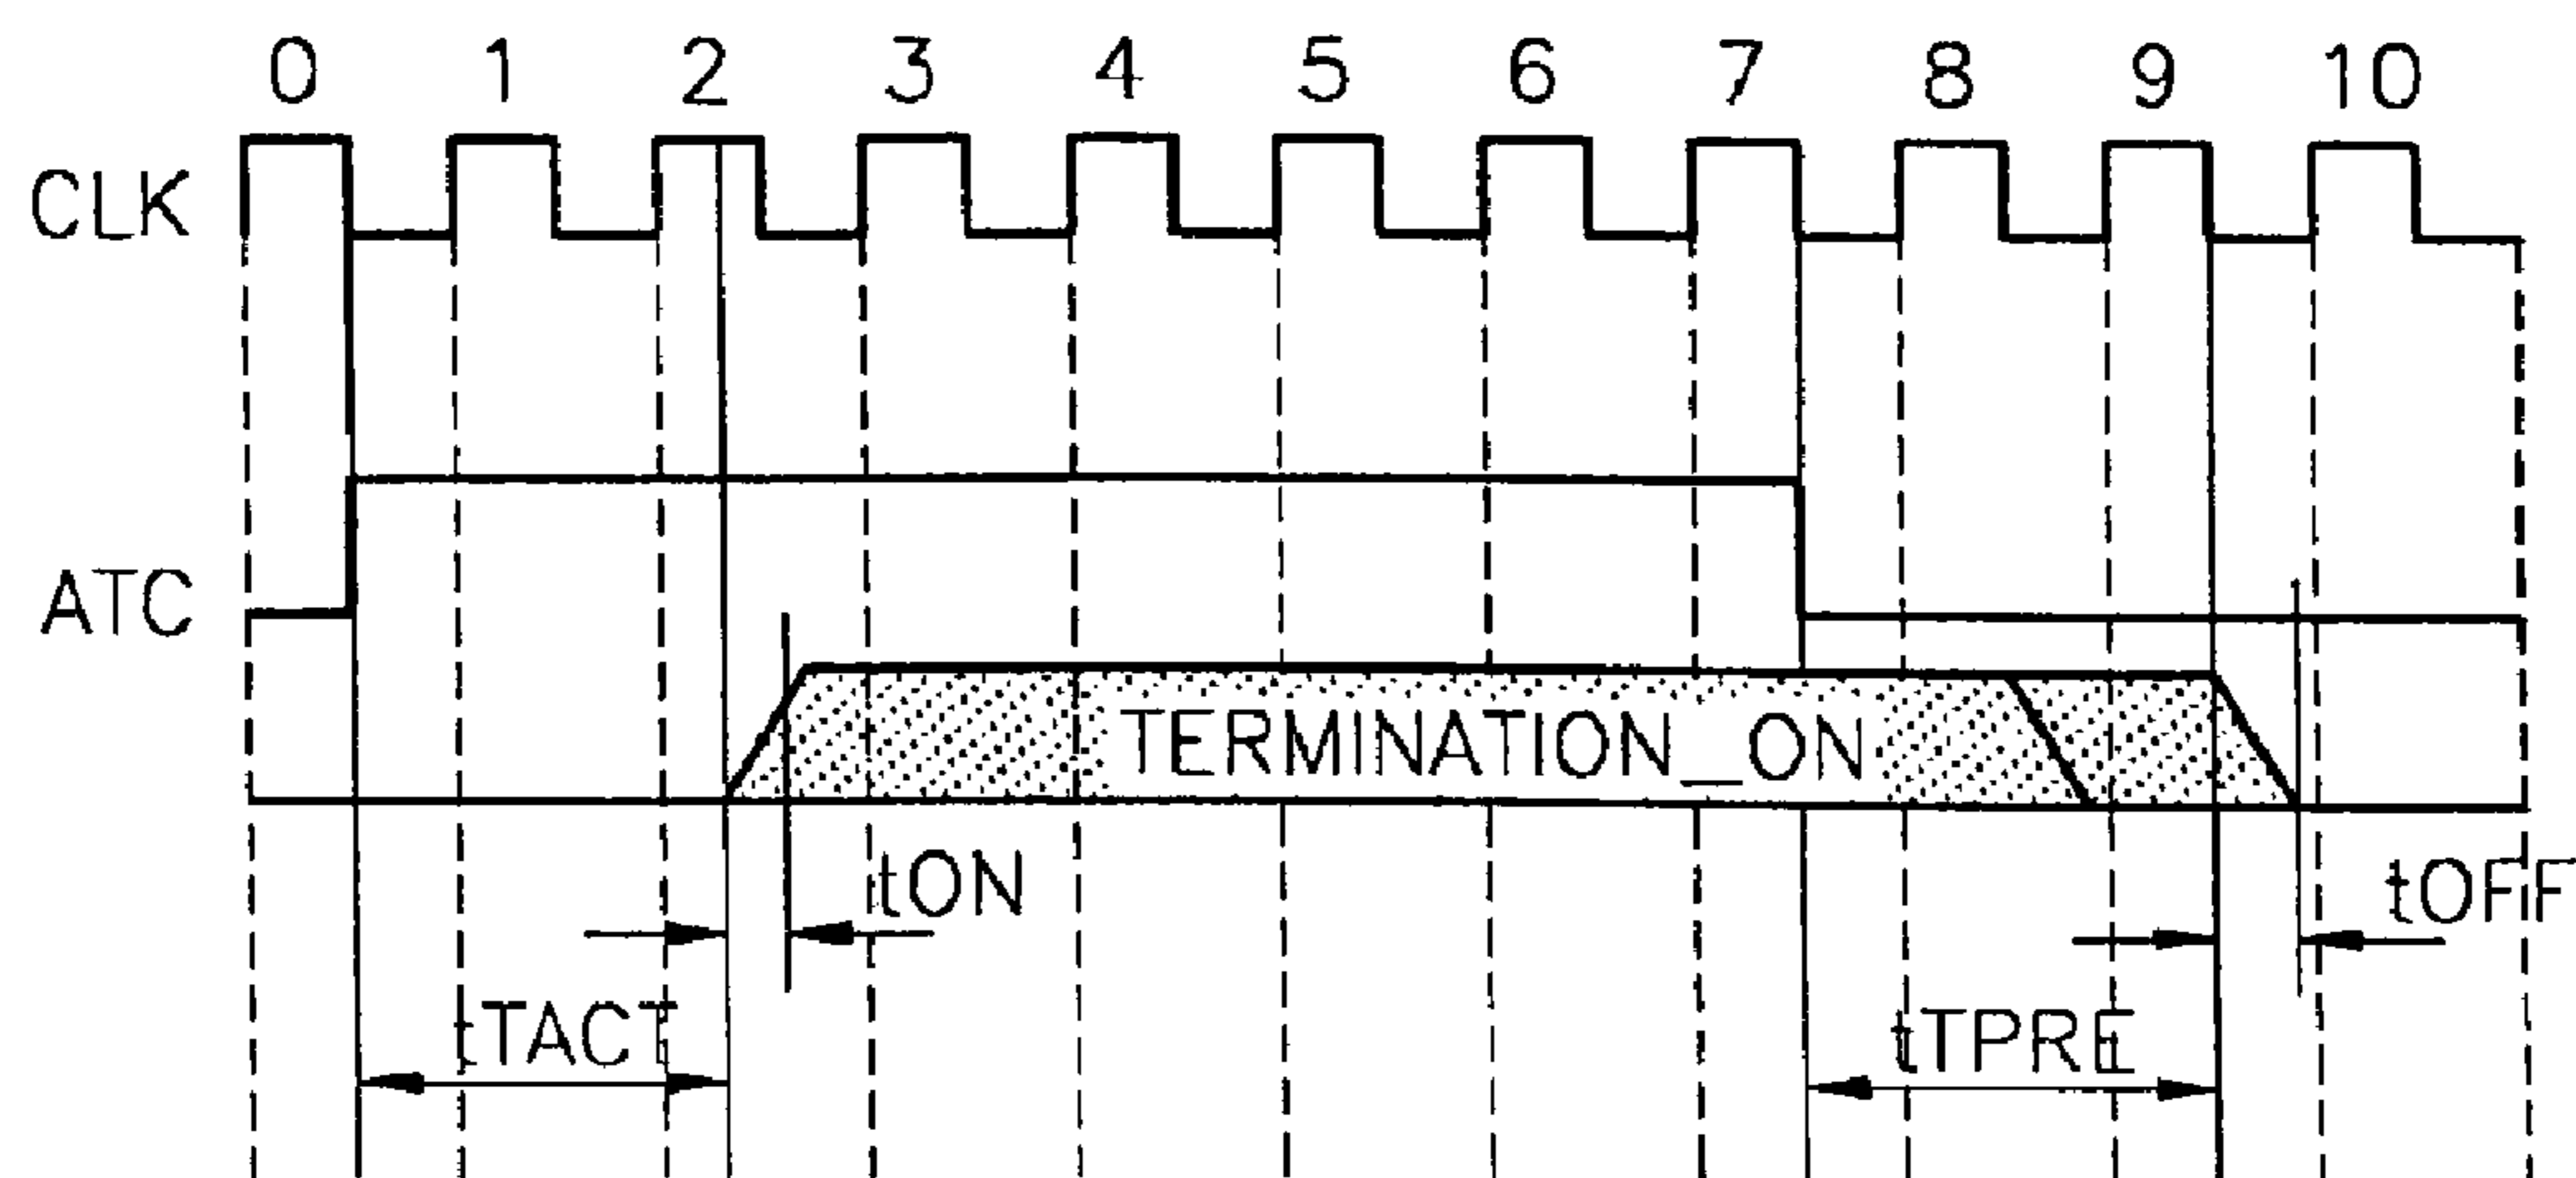 0 1 2 3 4 5 6 7 8 9 10
CLK
ATC
TERMINATION_ON
tON
tOFF
tTACT
tTPRE